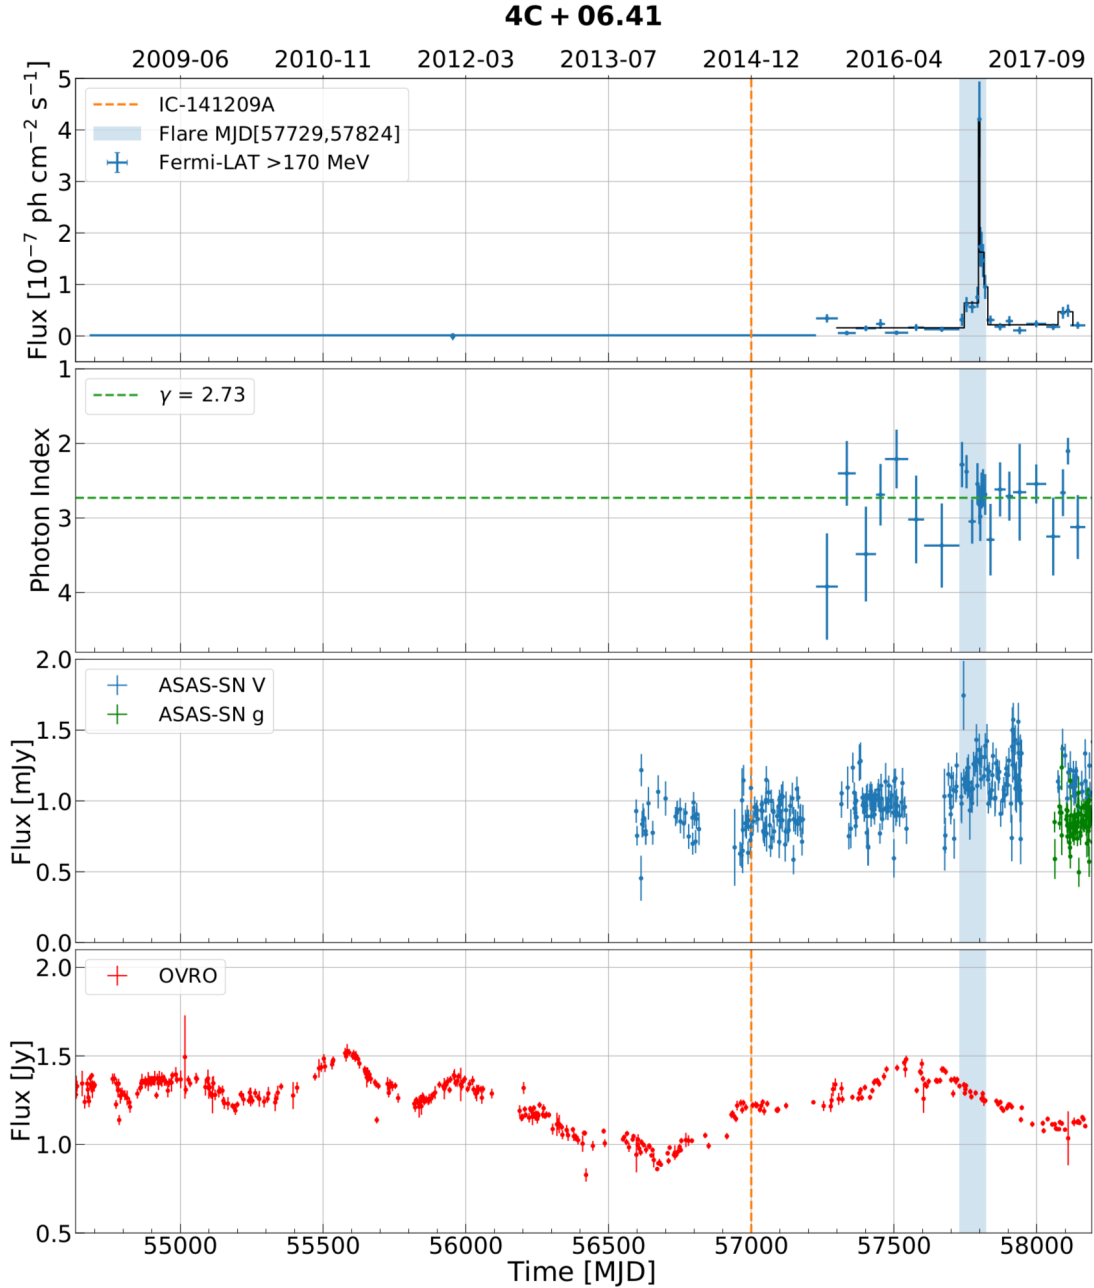 4C + 06.41
2009-06 2010-11 2012-03 2013-07 2014-12 2016-04 2017-09
Flux [10⁻⁷ ph cm⁻² s⁻¹]
5
4
3
2
1
0
IC-141209A
Flare MJD[57729,57824]
Fermi-LAT >170 MeV
Photon Index
1
2
3
4
γ = 2.73
Flux [mJy]
2.0
1.5
1.0
0.5
0.0
ASAS-SN V
ASAS-SN g
Flux [Jy]
2.0
1.5
1.0
0.5
OVRO
55000 55500 56000 56500 57000 57500 58000
Time [MJD]